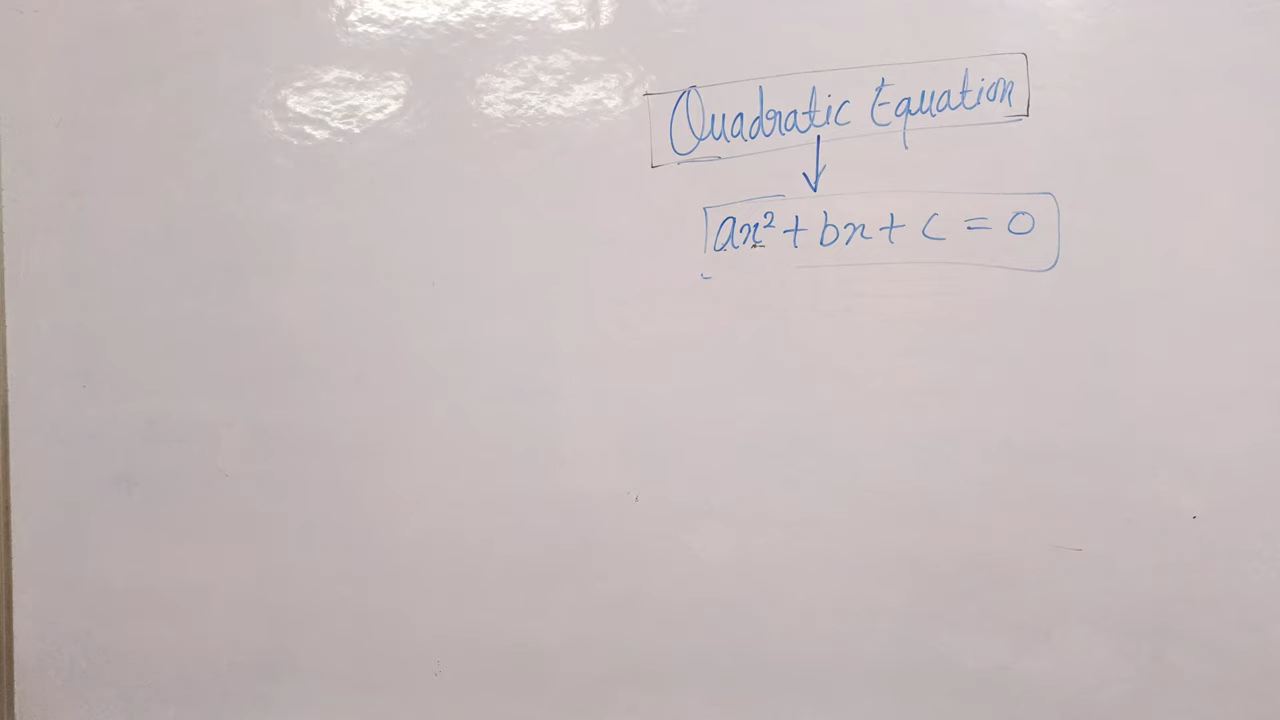 Quadratic Equation
ax² + bx + c = 0